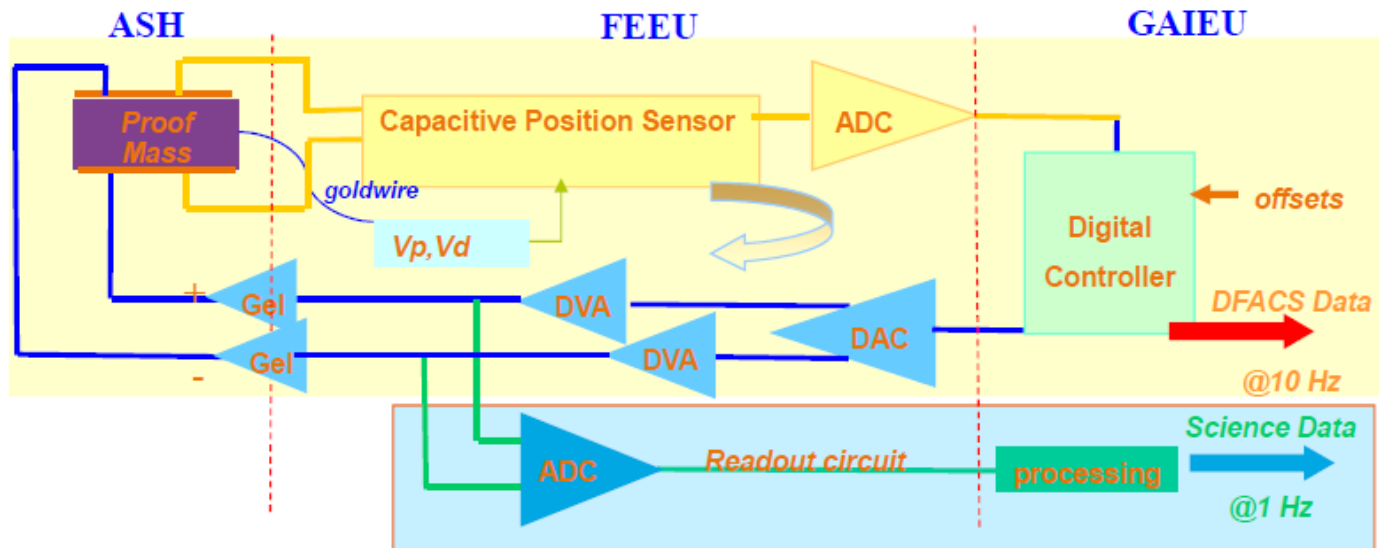 ASH
FEEU
GAIEU
Proof
Mass
Capacitive Position Sensor
ADC
goldwire
Vp,Vd
offsets
Digital
Controller
+
Gel
DVA
DAC
DFACS Data
-
Gel
DVA
@10 Hz
ADC
Readout circuit
processing
Science Data
@1 Hz